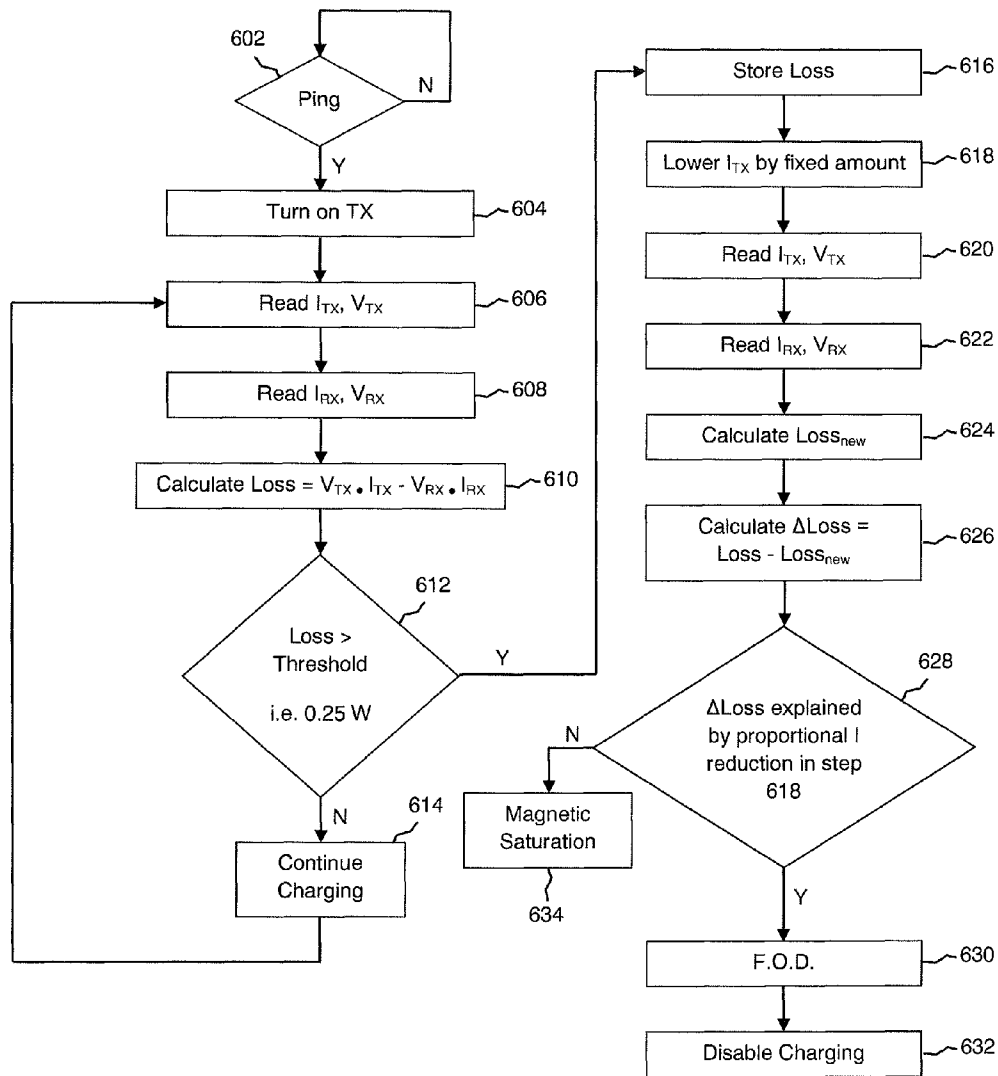 602
Ping
N
Y
Turn on TX
604
Read I_TX, V_TX
606
Read I_RX, V_RX
608
Calculate Loss = V_TX • I_TX - V_RX • I_RX
610
612
Loss >
Threshold
i.e. 0.25 W
Y
N
614
Continue
Charging
Store Loss
616
Lower I_TX by fixed amount
618
Read I_TX, V_TX
620
Read I_RX, V_RX
622
Calculate Loss_new
624
Calculate ΔLoss =
Loss - Loss_new
626
628
ΔLoss explained
by proportional I
reduction in step
618
N
Magnetic
Saturation
634
Y
F.O.D.
630
Disable Charging
632